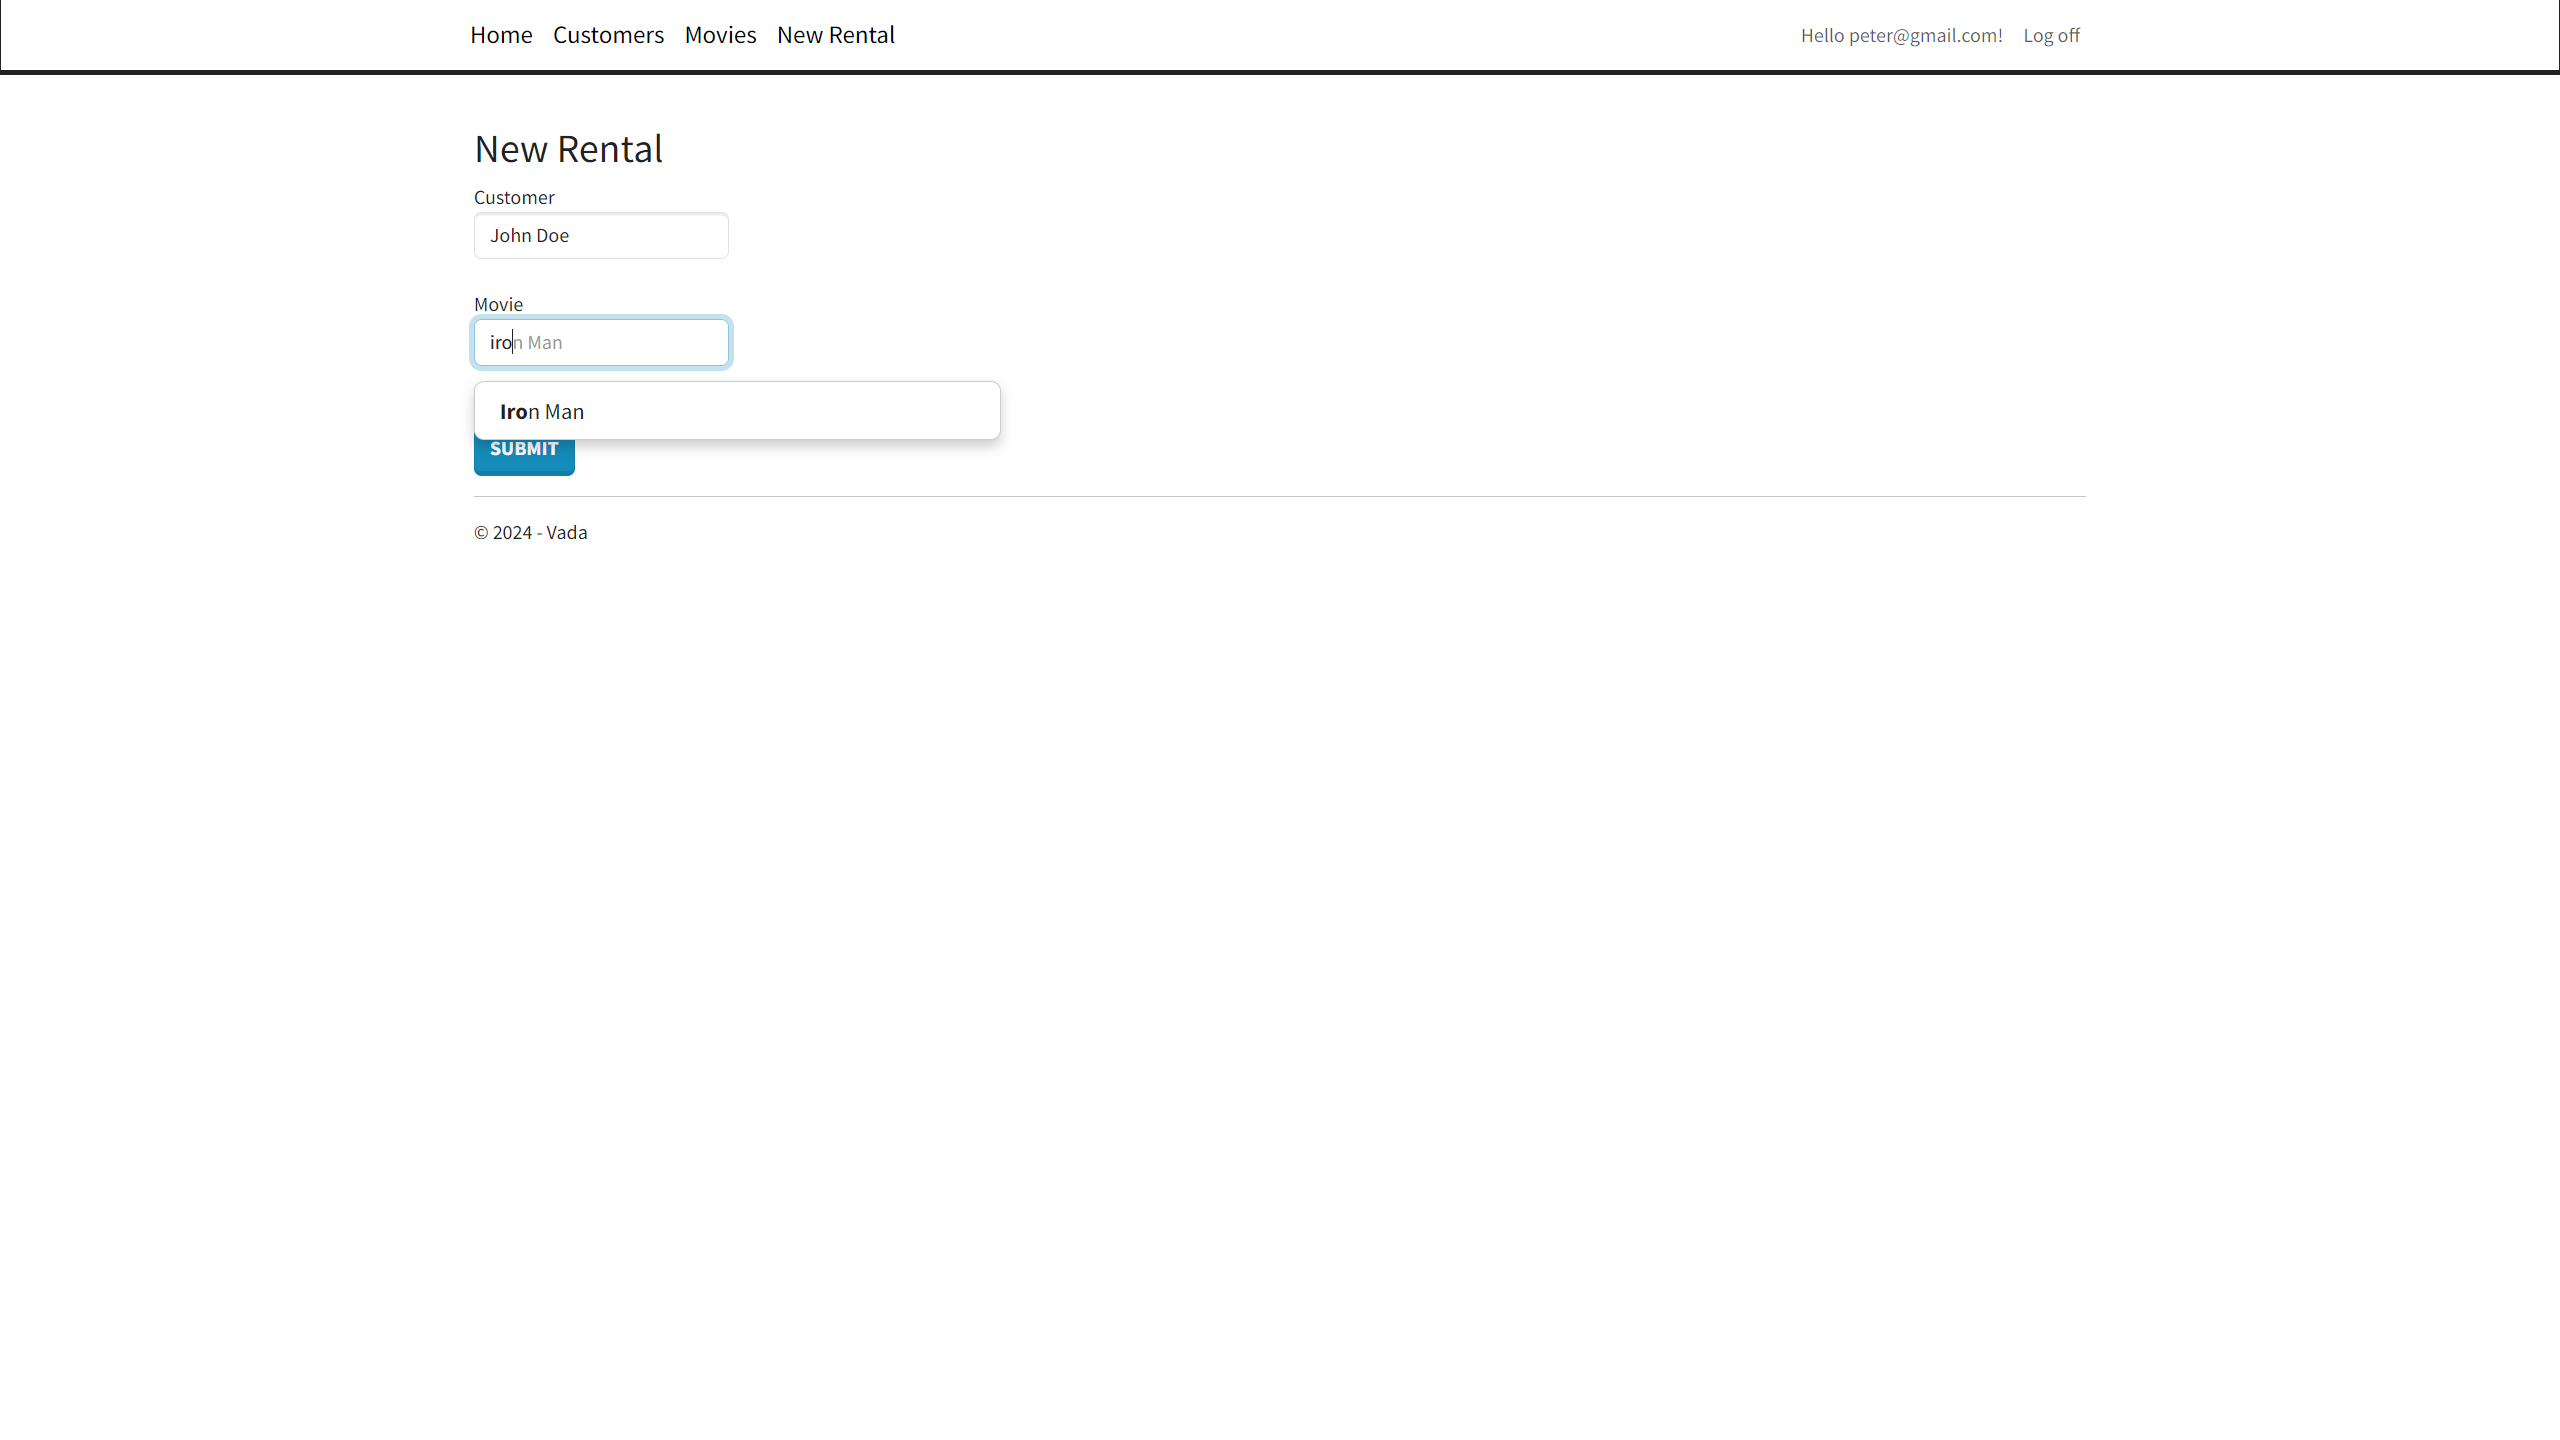 Home Customers Movies New Rental Hello peter@gmail.com! Log off
New Rental
Customer
John Doe
Movie
iron Man
Iron Man
SUBMIT
© 2024 - Vada